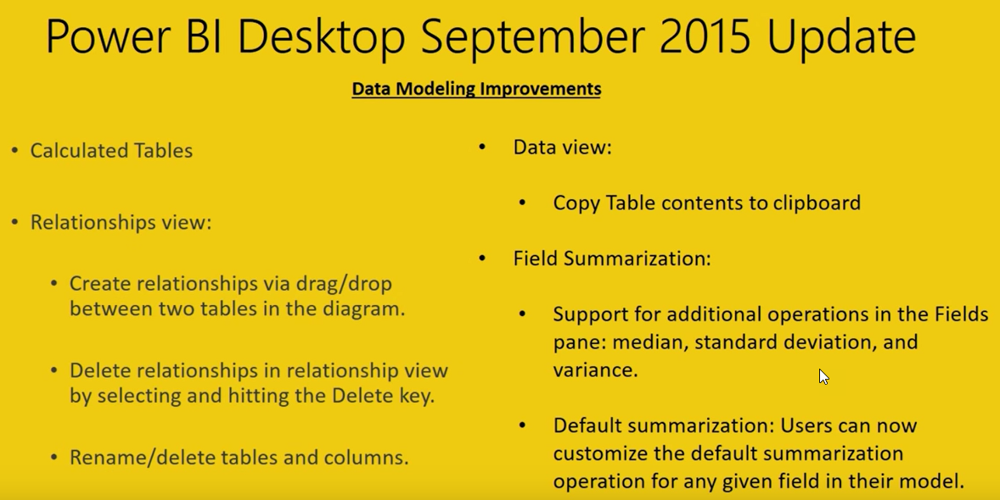 Power BI Desktop September 2015 Update
Data Modeling Improvements
• Calculated Tables
• Relationships view:
• Create relationships via drag/drop
between two tables in the diagram.
• Delete relationships in relationship view
by selecting and hitting the Delete key.
• Rename/delete tables and columns.
• Data view:
• Copy Table contents to clipboard
• Field Summarization:
• Support for additional operations in the Fields
pane: median, standard deviation, and
variance.
• Default summarization: Users can now
customize the default summarization
operation for any given field in their model.